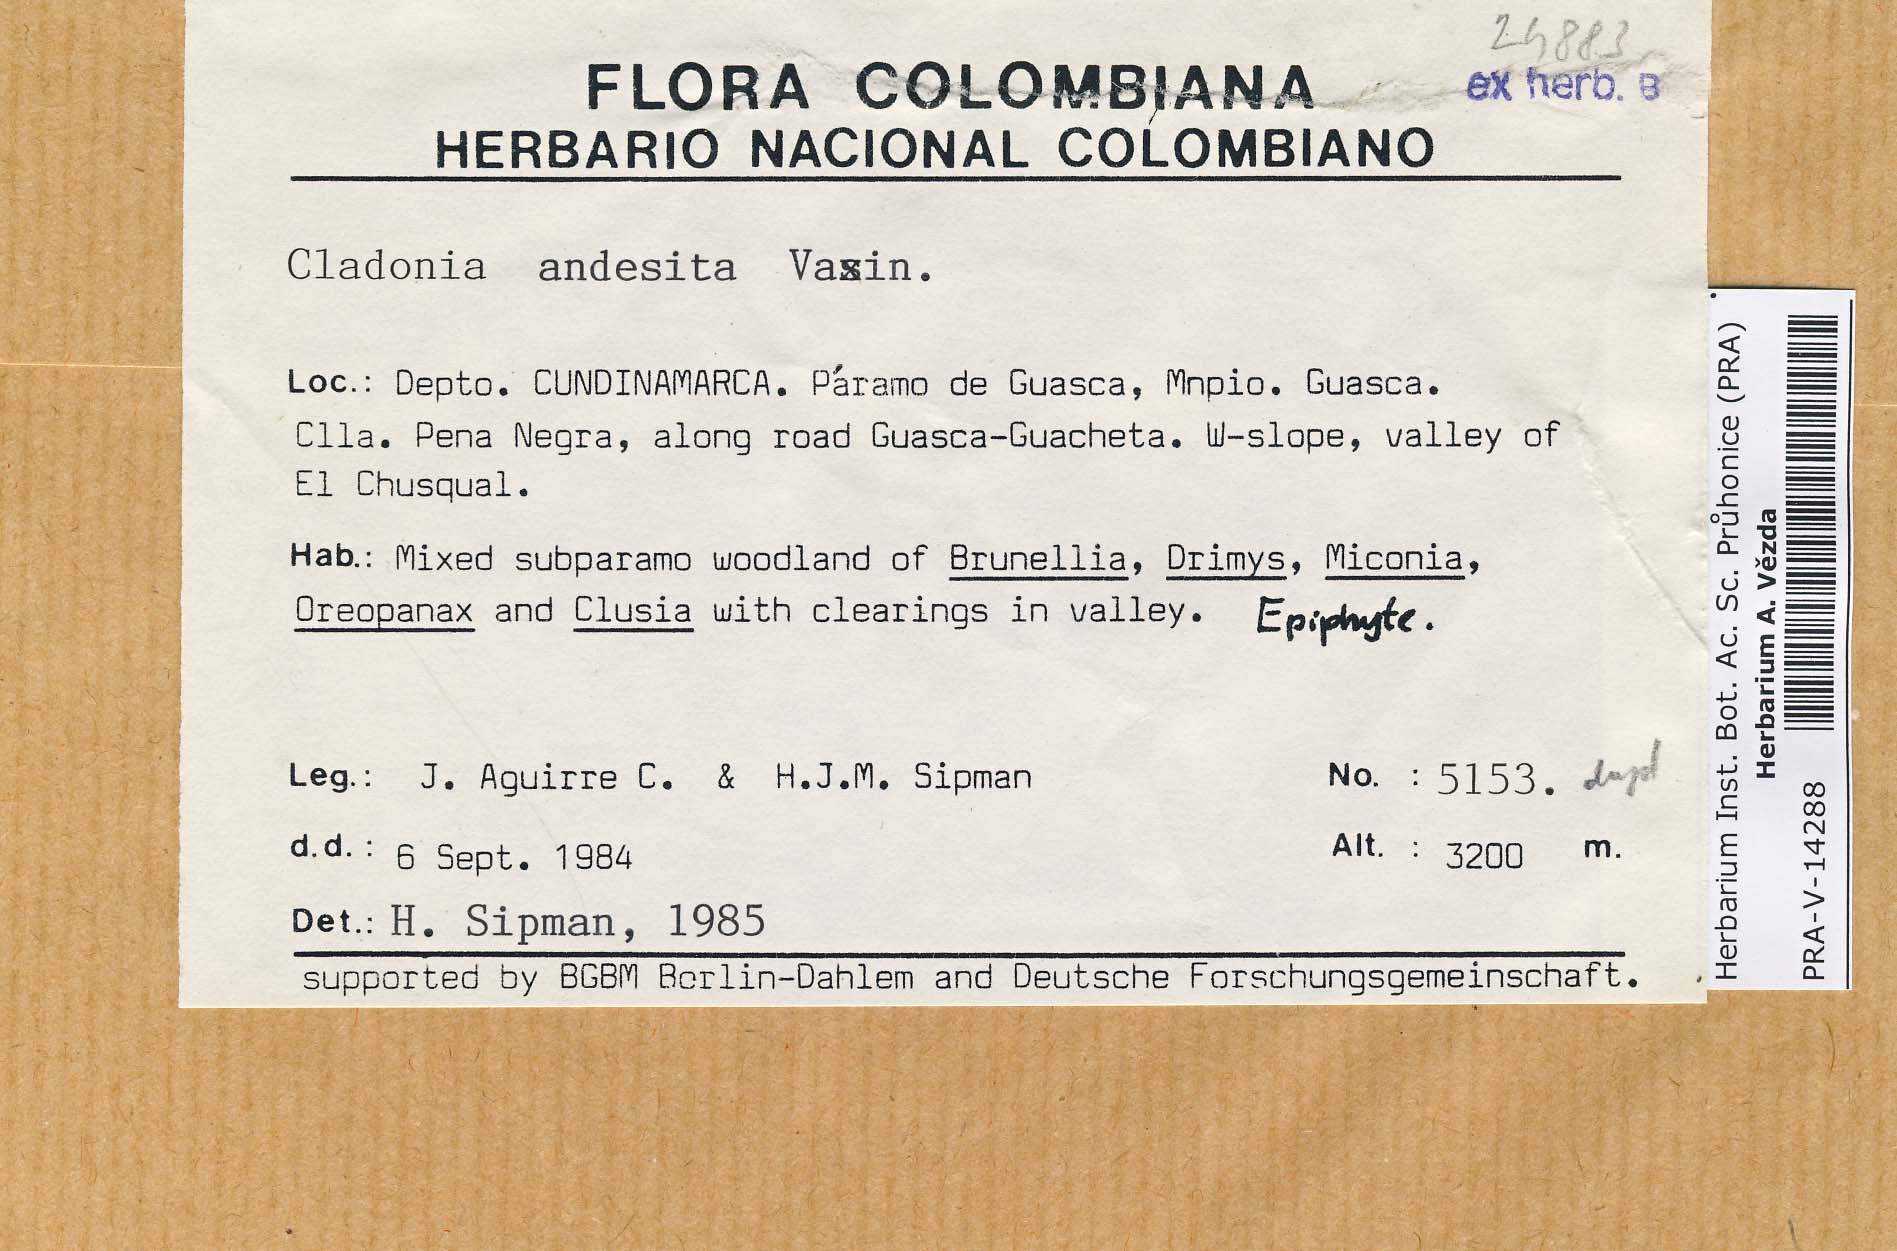 24883
ex herb. B
FLORA COLOMBIANA
HERBARIO NACIONAL COLOMBIANO
Cladonia andesita Vain.
Loc.: Depto. CUNDINAMARCA. Páramo de Guasca, Mnpio. Guasca.
Clla. Pena Negra, along road Guasca-Guacheta. W-slope, valley of
El Chusqual.
Hab.: Mixed subparamo woodland of Brunellia, Drimys, Miconia,
Oreopanax and Clusia with clearings in valley. Epiphyte.
Leg.: J. Aguirre C. & H.J.M. Sipman No. : 5153. dupl
d.d. : 6 Sept. 1984 Alt. : 3200 m.
Det.: H. Sipman, 1985
supported by BGBM Berlin-Dahlem and Deutsche Forschungsgemeinschaft.
Herbarium Inst. Bot. Ac. Sc. Průhonice (PRA)
Herbarium A. Vězda
PRA-V-14288